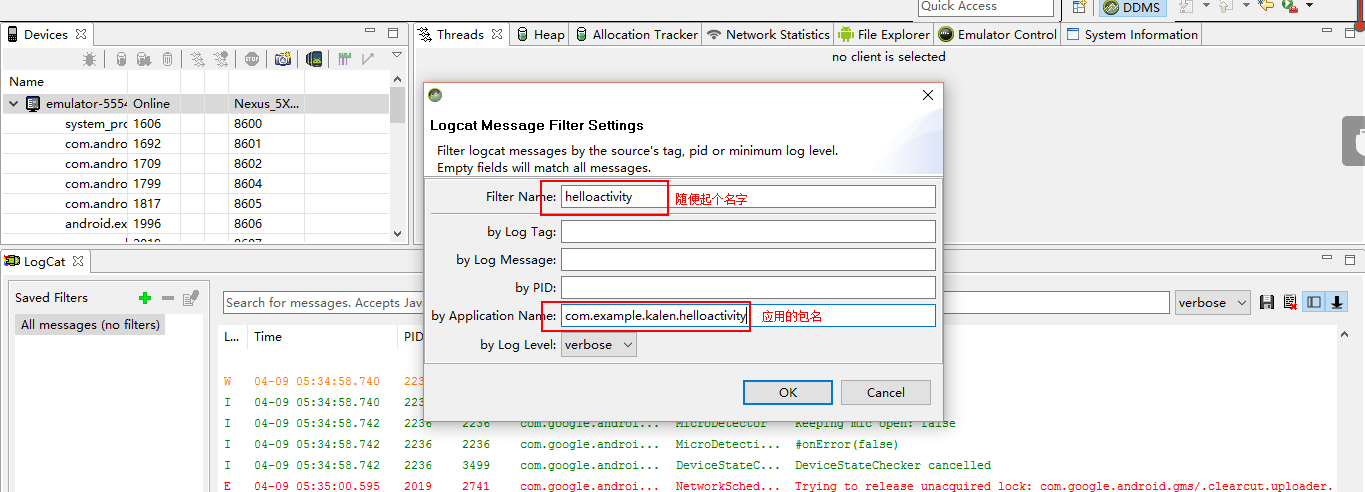 Quick Access
DDMS
Devices
Threads
Heap
Allocation Tracker
Network Statistics
File Explorer
Emulator Control
System Information
no client is selected
Name
emulator-5554 Online Nexus_5X...
system_pro 1606 8600
com.andro 1692 8601
com.andro 1709 8602
com.andro 1799 8604
com.andro 1817 8605
android.ex 1996 8606
Logcat Message Filter Settings
Filter logcat messages by the source's tag, pid or minimum log level.
Empty fields will match all messages.
Filter Name: helloactivity 随便起个名字
by Log Tag:
by Log Message:
by PID:
by Application Name: com.example.kalen.helloactivity 应用的包名
by Log Level: verbose
OK
Cancel
LogCat
Saved Filters
All messages (no filters)
Search for messages. Accepts Jav
verbose
L... Time PID
W 04-09 05:34:58.740 223
I 04-09 05:34:58.740 223
I 04-09 05:34:58.742 2236 2236 com.google.androi... MicroDetector Keeping mic open: false
I 04-09 05:34:58.742 2236 2236 com.google.androi... MicroDetecti... #onError(false)
I 04-09 05:34:58.742 2236 3499 com.google.androi... DeviceStateC... DeviceStateChecker cancelled
E 04-09 05:35:00.595 2019 2741 com.google.androi... NetworkSched... Trying to release unacquired lock: com.google.android.gms/.clearcut.uploader.